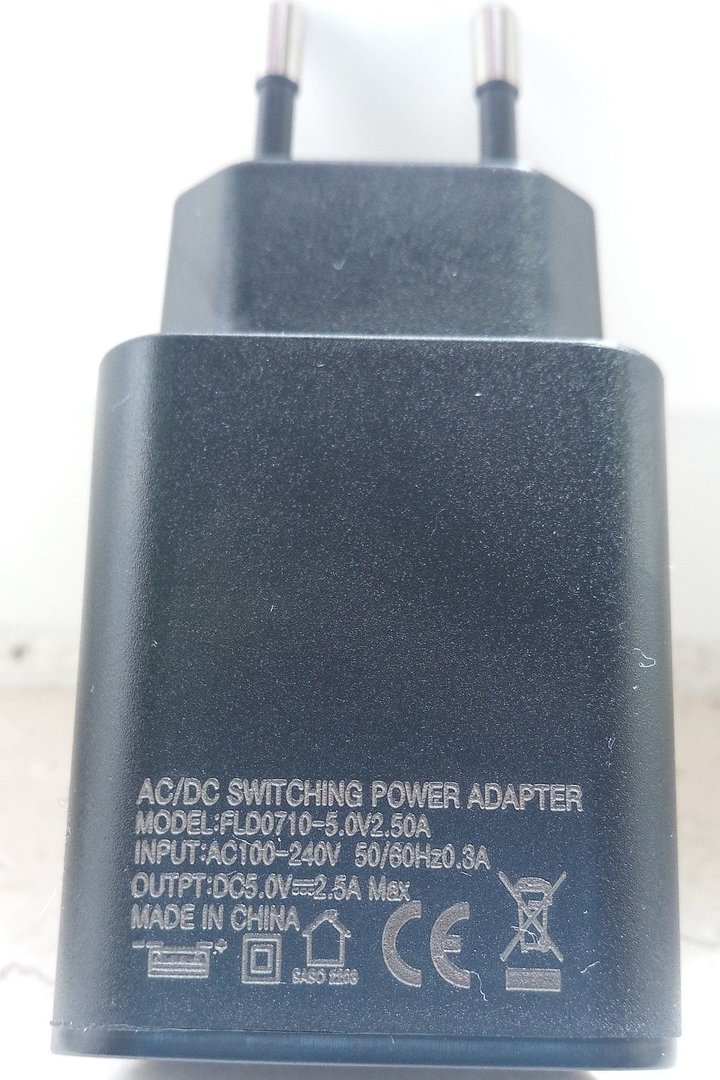 AC/DC SWITCHING POWER ADAPTER
MODEL:FLD0710-5.0V2.50A
INPUT:AC100-240V 50/60Hz0.3A
OUTPT:DC5.0V⎓2.5A Max
MADE IN CHINA
SASO
CE